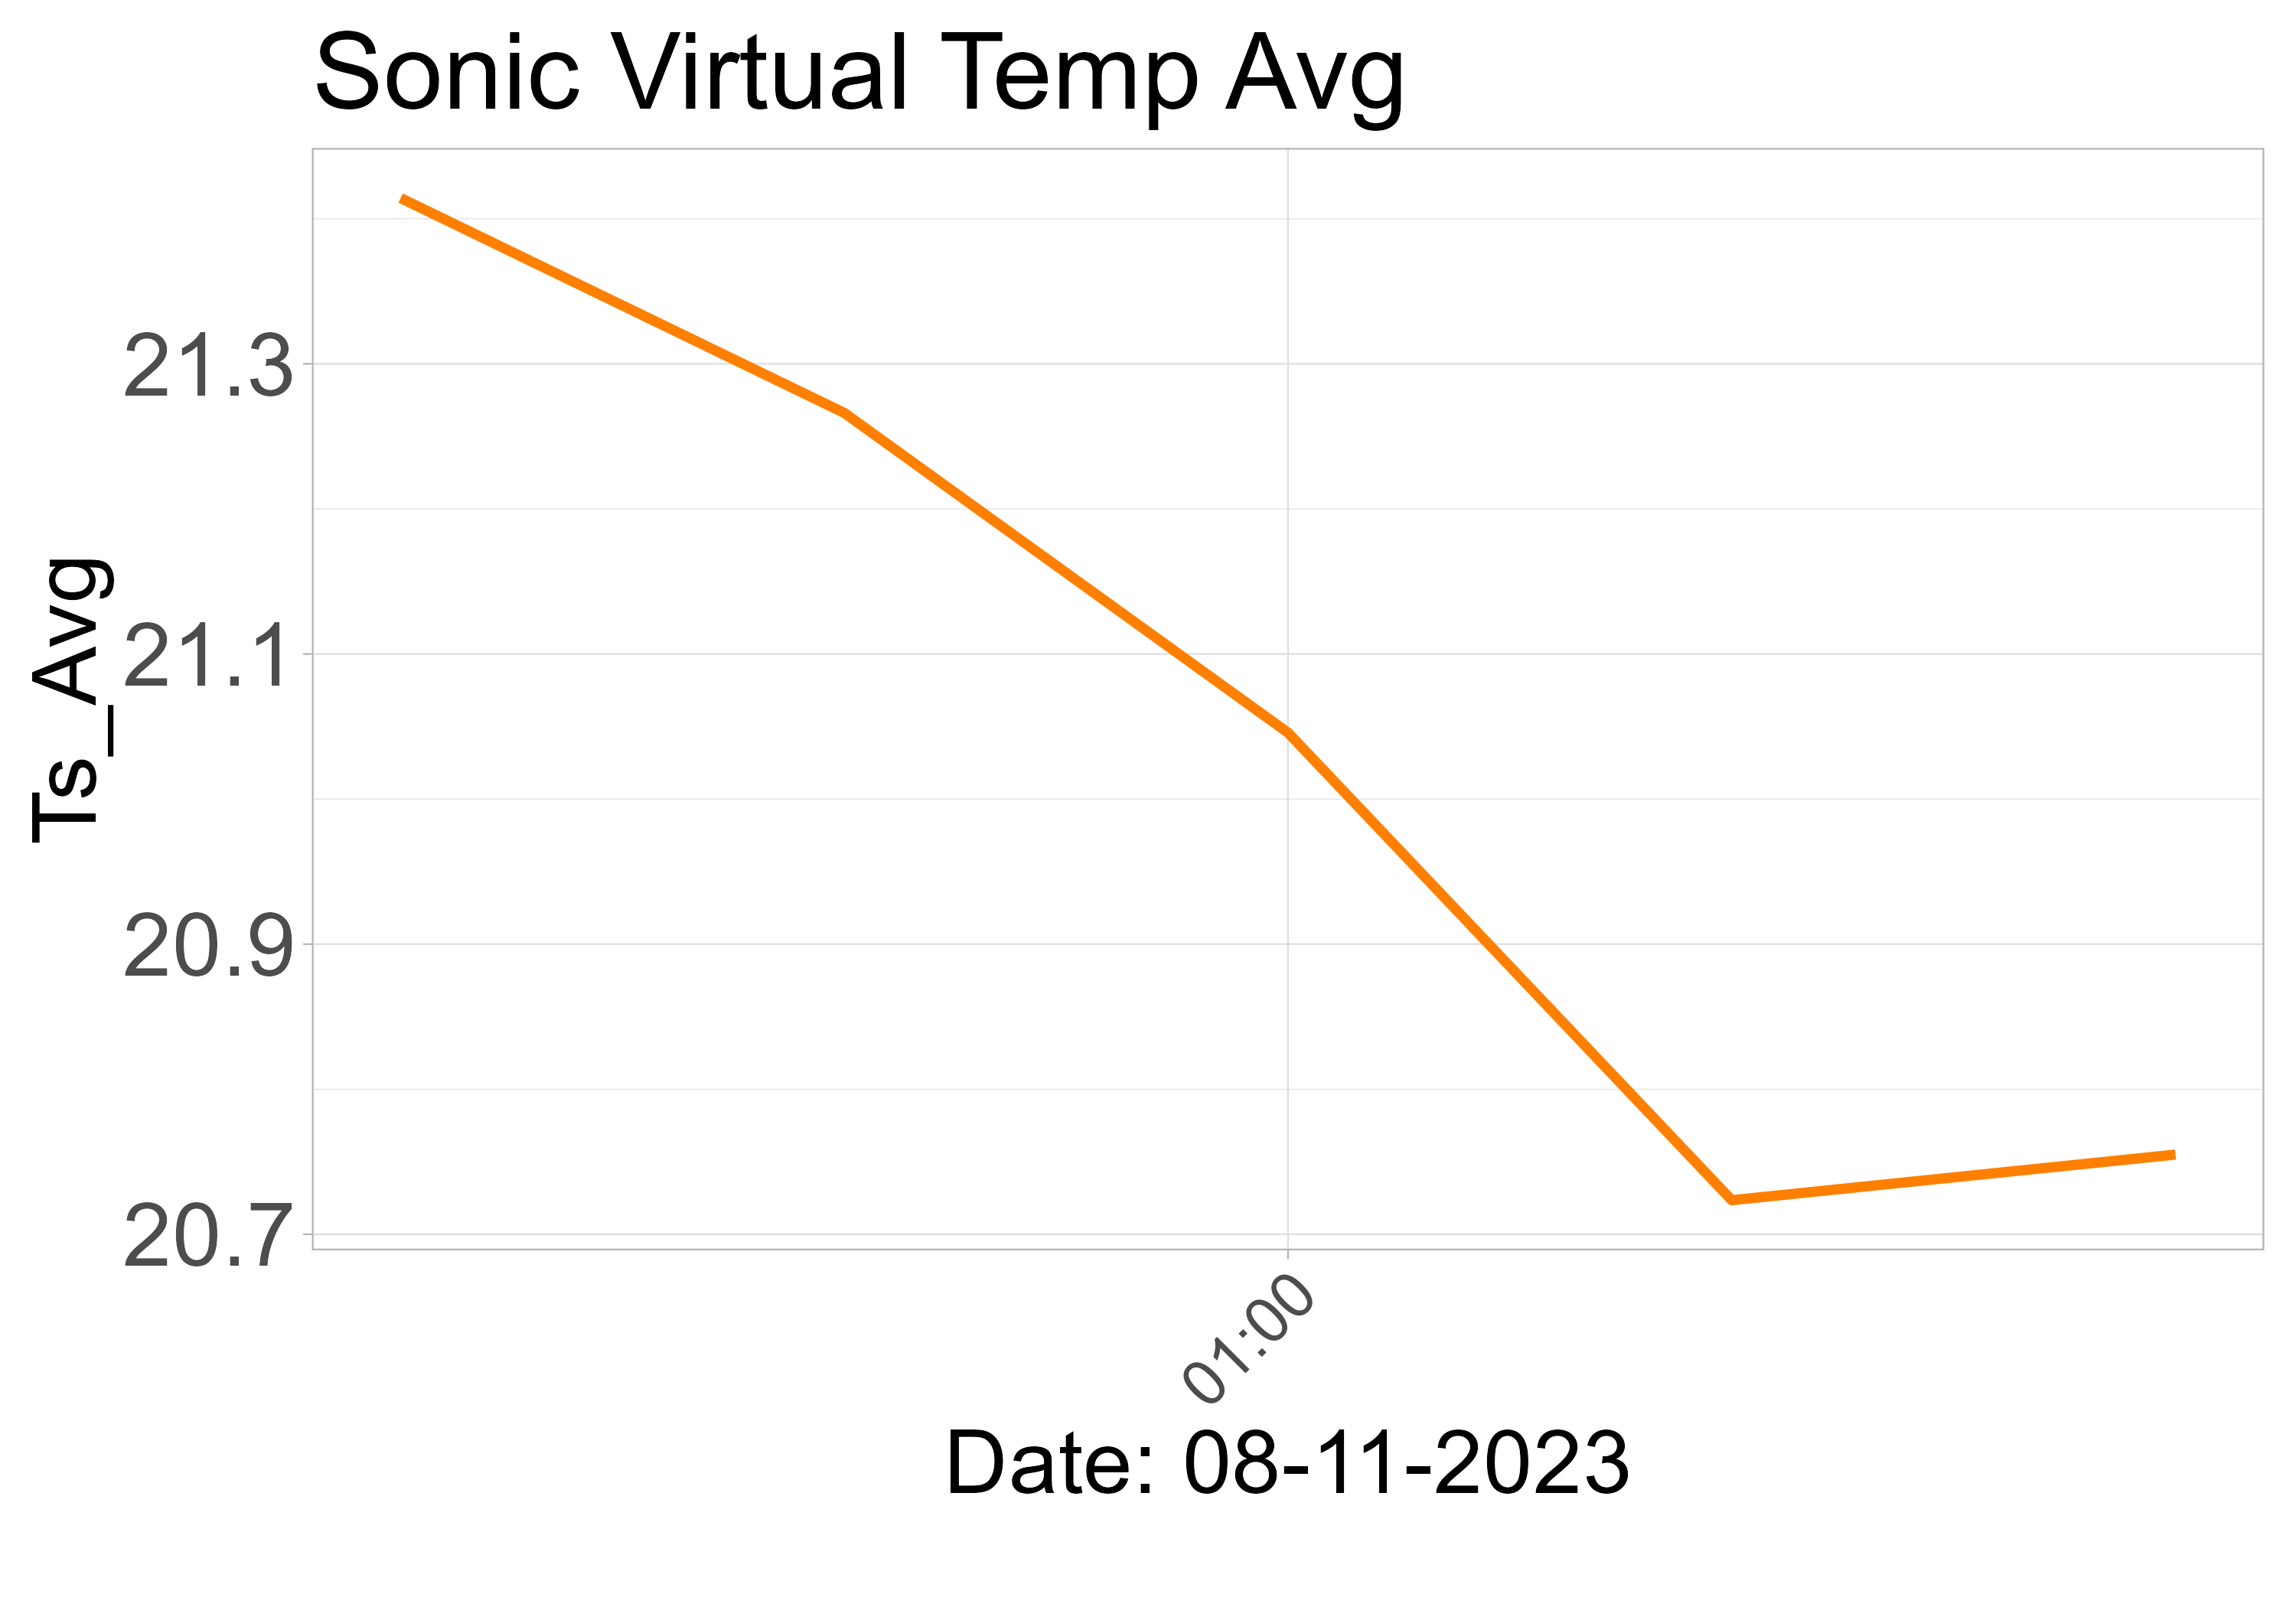 Sonic Virtual Temp Avg
Ts_Avg
21.3
21.1
20.9
20.7
01:00
Date: 08-11-2023